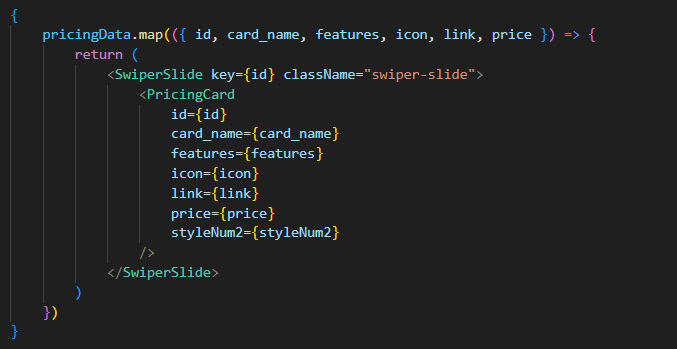 {
    pricingData.map(({ id, card_name, features, icon, link, price }) => {
        return (
            <SwiperSlide key={id} className="swiper-slide">
                <PricingCard
                    id={id}
                    card_name={card_name}
                    features={features}
                    icon={icon}
                    link={link}
                    price={price}
                    styleNum2={styleNum2}
                />
            </SwiperSlide>
        )
    })
}